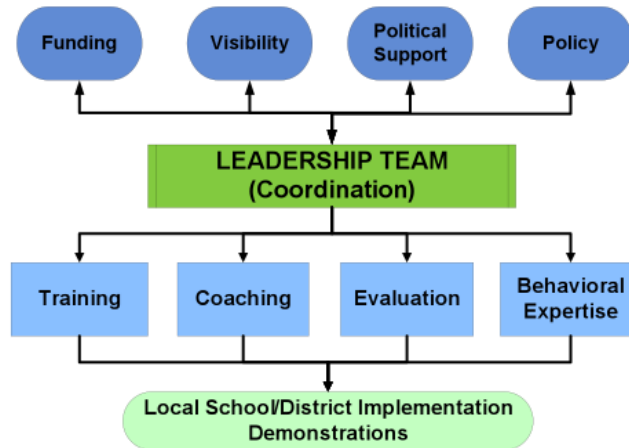 Funding
Visibility
Political
Support
Policy
LEADERSHIP TEAM
(Coordination)
Training
Coaching
Evaluation
Behavioral
Expertise
Local School/District Implementation
Demonstrations